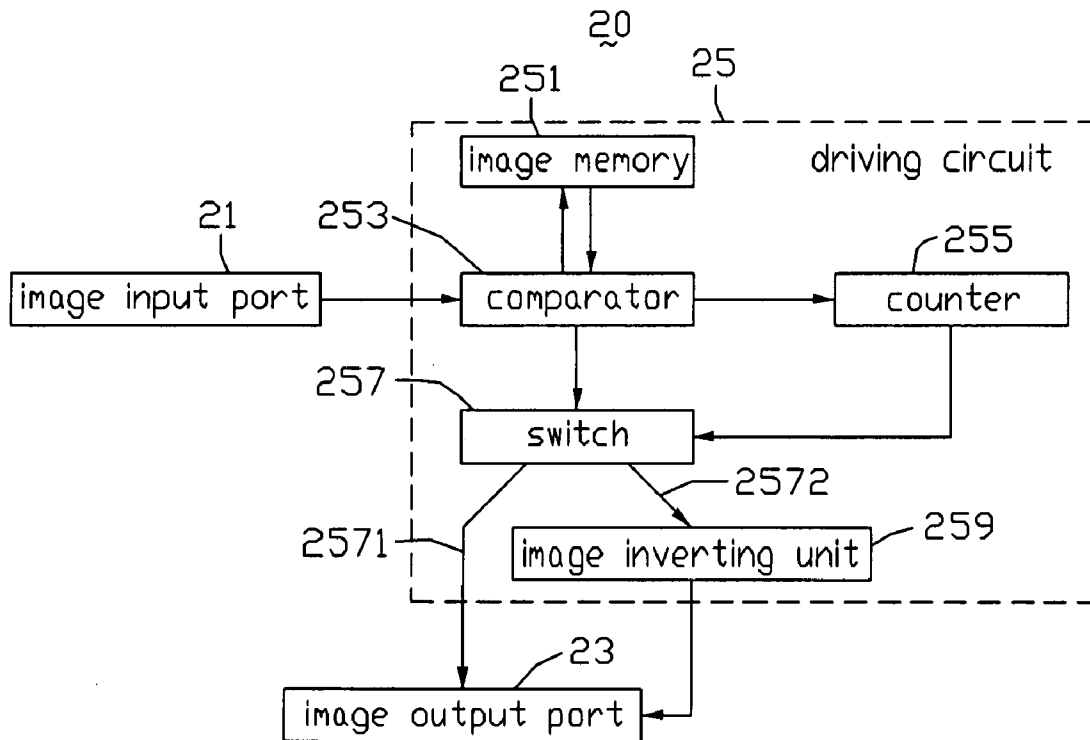 20
251
25
image memory
driving circuit
21
253
255
image input port
comparator
counter
257
switch
2572
2571
259
image inverting unit
23
image output port